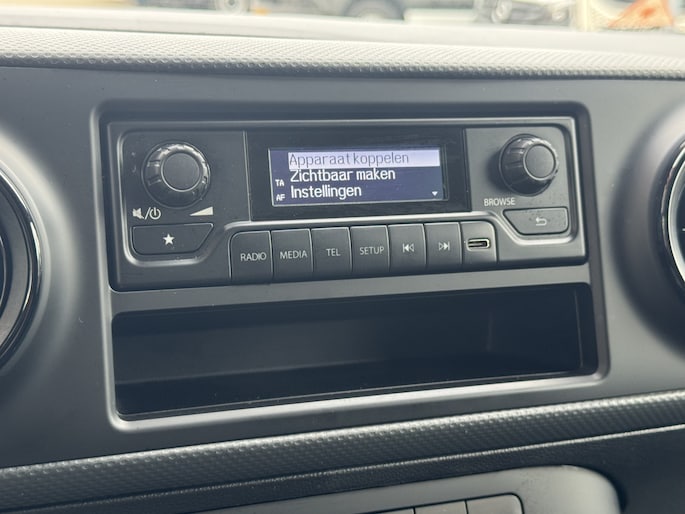 Apparaat koppelen
TA Zichtbaar maken
AF Instellingen
BROWSE
RADIO MEDIA TEL SETUP